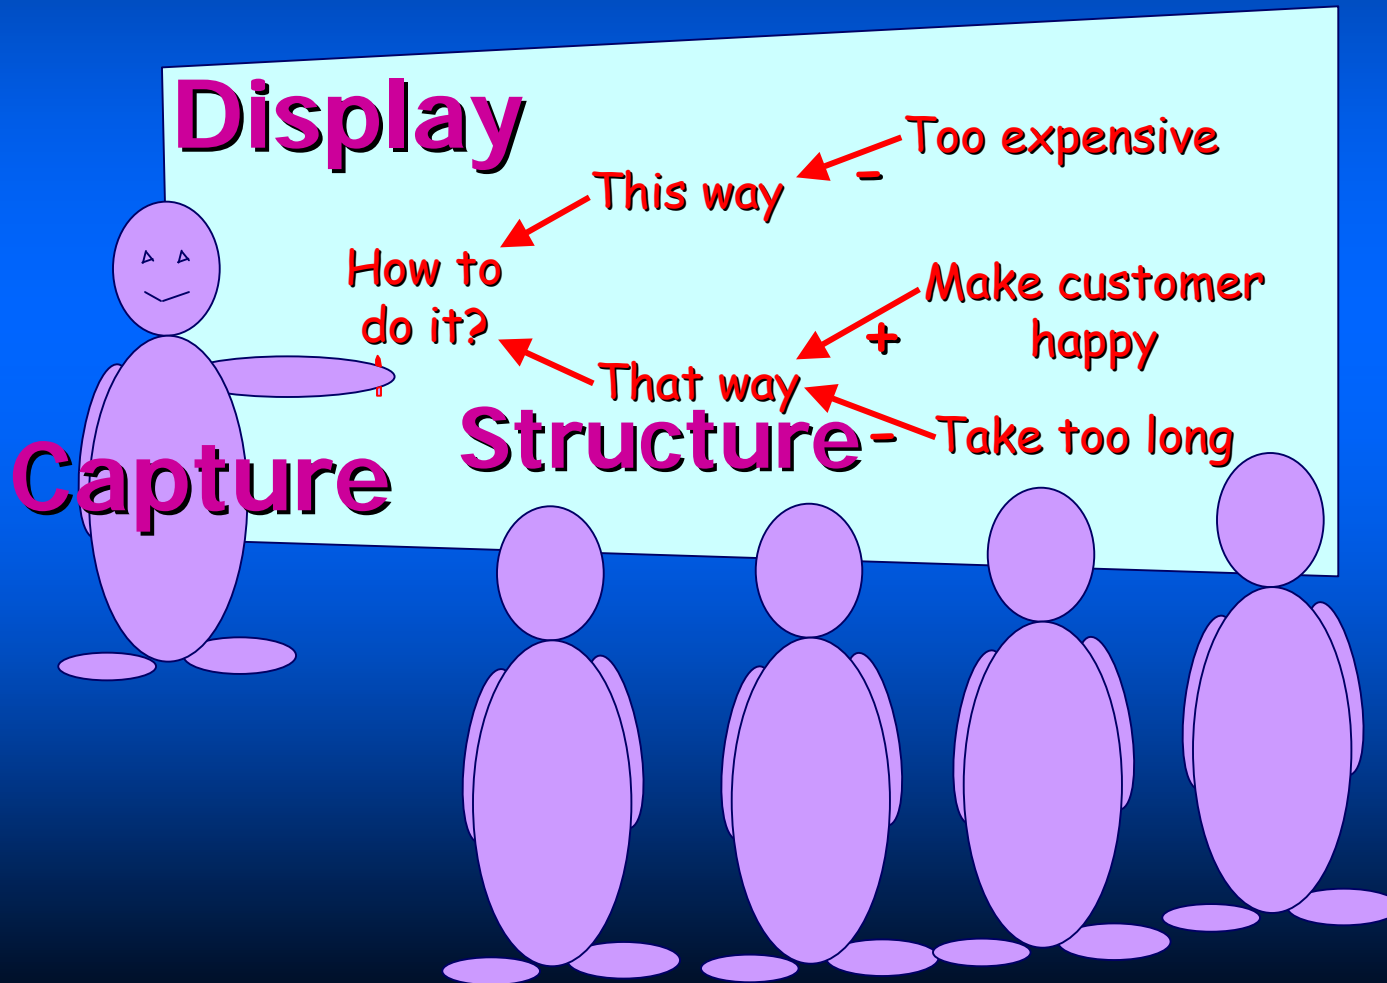 Display
Too expensive
-
This way
How to
do it?
Make customer
happy
+
That way
Structure
-
Take too long
Capture